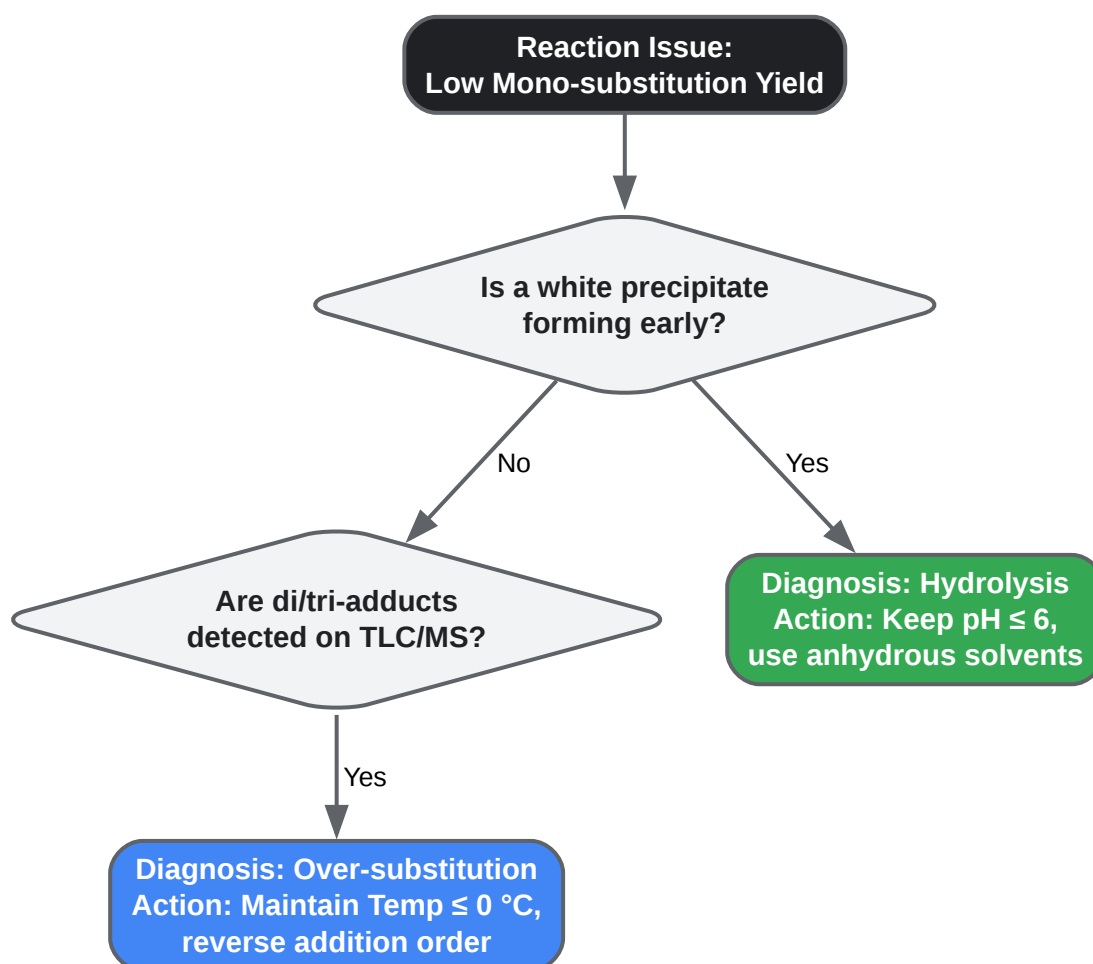 Reaction Issue:
Low Mono-substitution Yield
Is a white precipitate
forming early?
No
Yes
Are di/tri-adducts
detected on TLC/MS?
Diagnosis: Hydrolysis
Action: Keep pH ≤ 6,
use anhydrous solvents
Yes
Diagnosis: Over-substitution
Action: Maintain Temp ≤ 0 °C,
reverse addition order